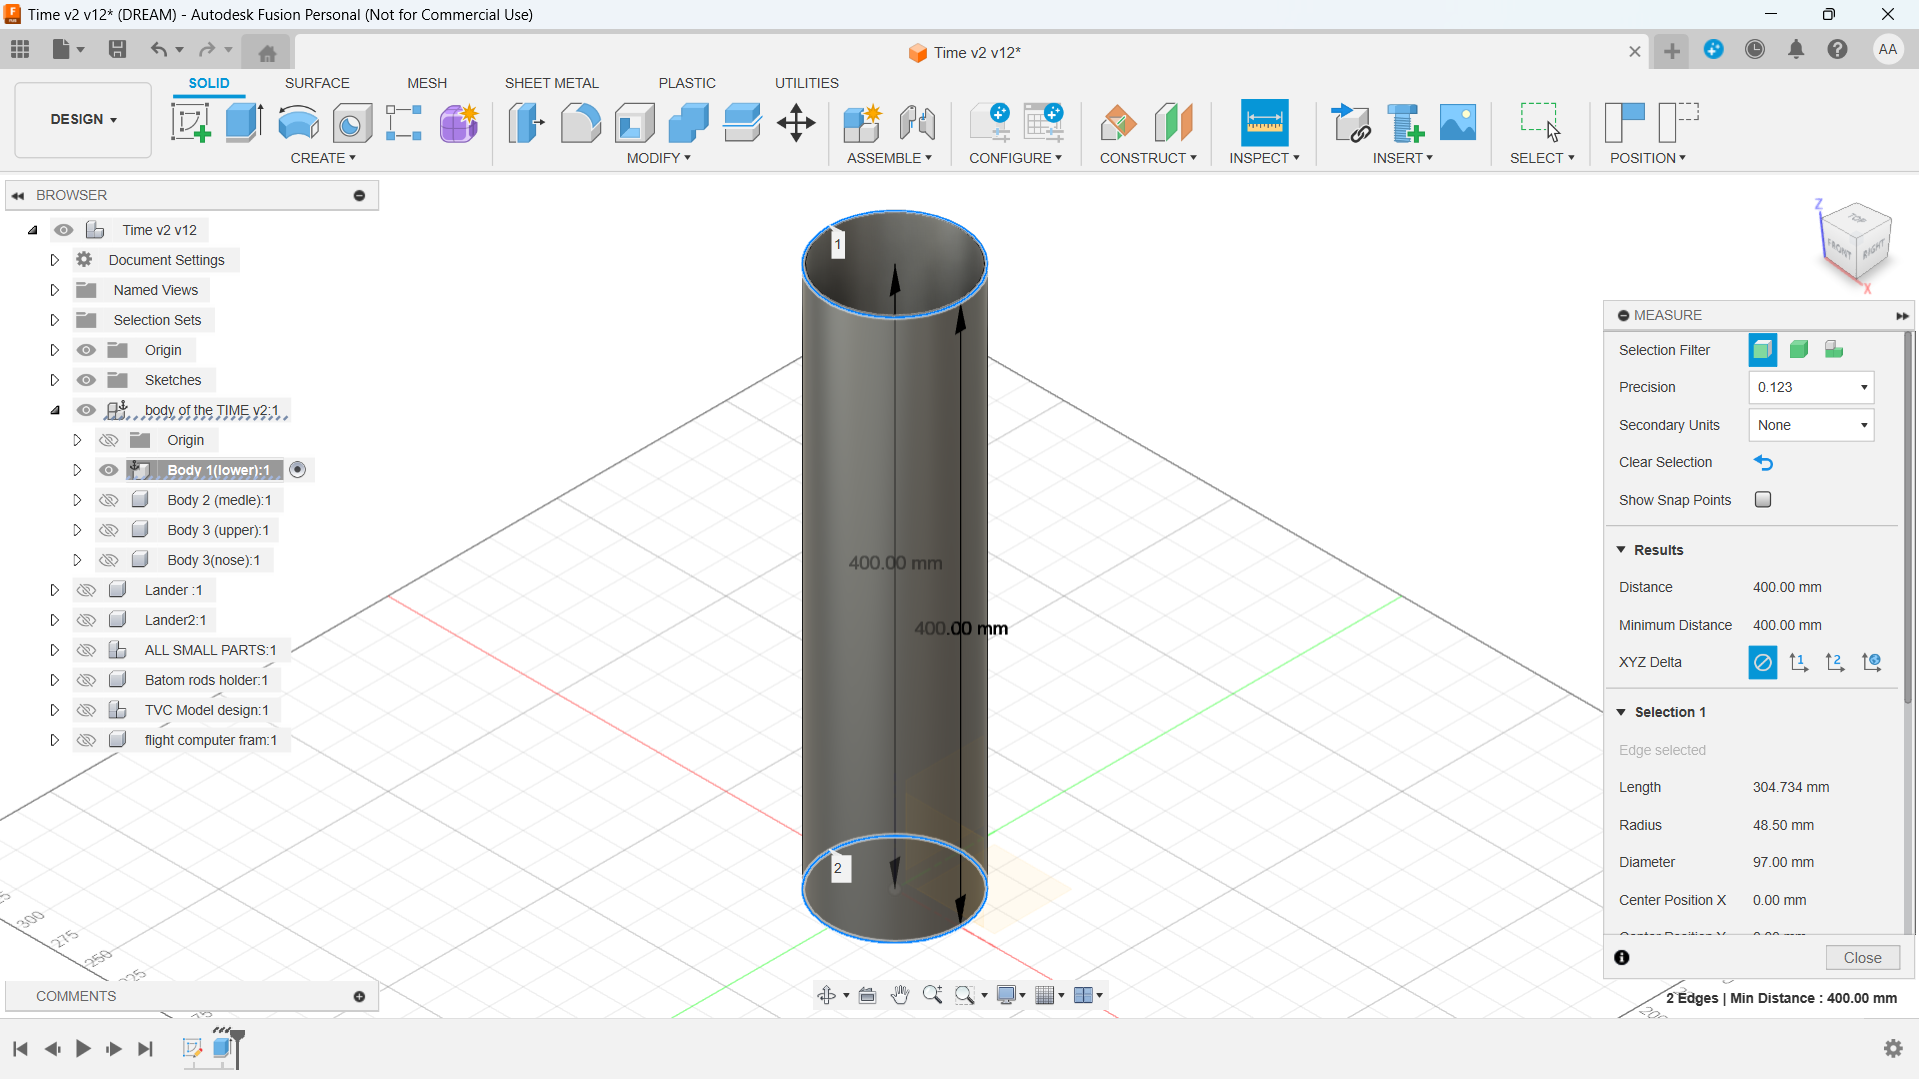 Time v2 v12* (DREAM) - Autodesk Fusion Personal (Not for Commercial Use)
Time v2 v12*
AA
DESIGN
SOLID
SURFACE
MESH
SHEET METAL
PLASTIC
UTILITIES
CREATE
MODIFY
ASSEMBLE
CONFIGURE
CONSTRUCT
INSPECT
INSERT
SELECT
POSITION
BROWSER
Time v2 v12
Document Settings
Named Views
Selection Sets
Origin
Sketches
body of the TIME v2:1
Origin
Body 1(lower):1
Body 2 (medle):1
Body 3 (upper):1
Body 3(nose):1
Lander :1
Lander2:1
ALL SMALL PARTS:1
Batom rods holder:1
TVC Model design:1
flight computer fram:1
1
400.00 mm
400.00 mm
2
Z
TOP
FRONT
RIGHT
X
MEASURE
Selection Filter
Precision 0.123
Secondary Units None
Clear Selection
Show Snap Points
Results
Distance 400.00 mm
Minimum Distance 400.00 mm
XYZ Delta 1 2
Selection 1
Edge selected
Length 304.734 mm
Radius 48.50 mm
Diameter 97.00 mm
Center Position X 0.00 mm
Close
300
275
250
75
200
COMMENTS
2 Edges | Min Distance : 400.00 mm